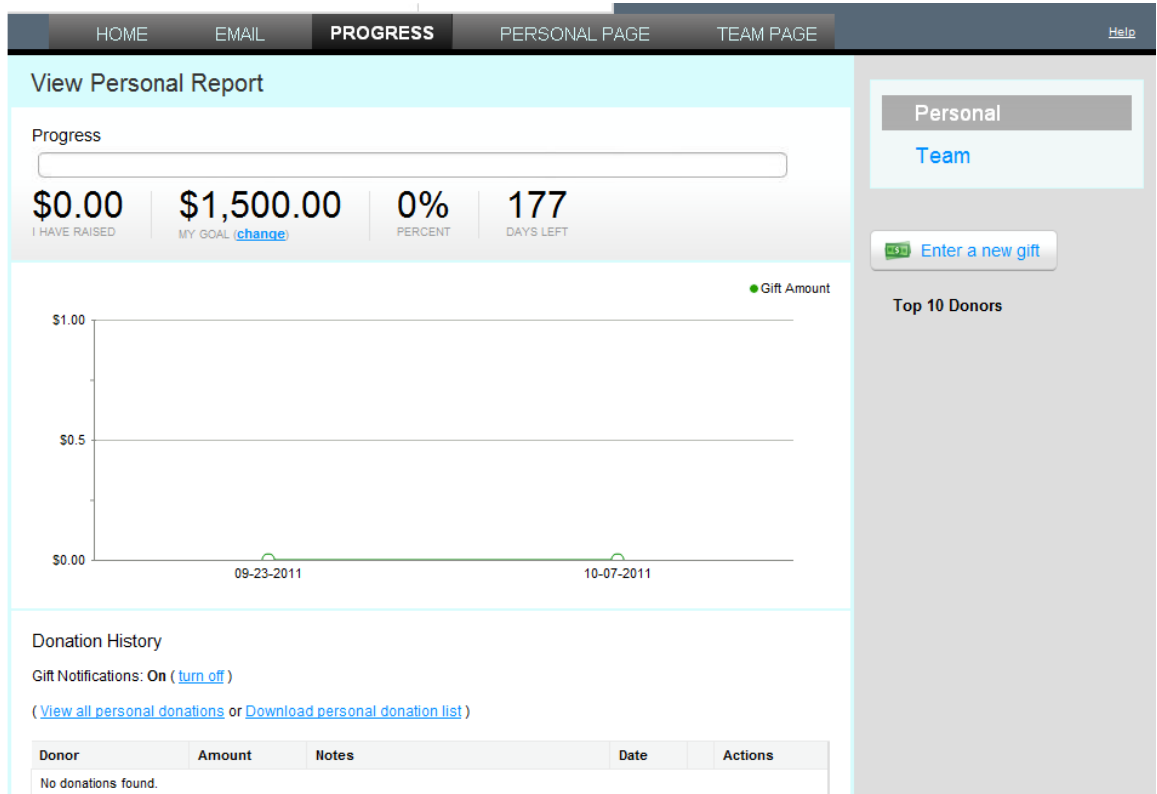 HOME EMAIL PROGRESS PERSONAL PAGE TEAM PAGE Help
View Personal Report
Progress
$0.00 $1,500.00 0% 177
I HAVE RAISED MY GOAL (change) PERCENT DAYS LEFT
Gift Amount
$1.00
$0.5
$0.00
09-23-2011 10-07-2011
Donation History
Gift Notifications: On ( turn off )
( View all personal donations or Download personal donation list )
Donor Amount Notes Date Actions
No donations found.
Personal
Team
Enter a new gift
Top 10 Donors